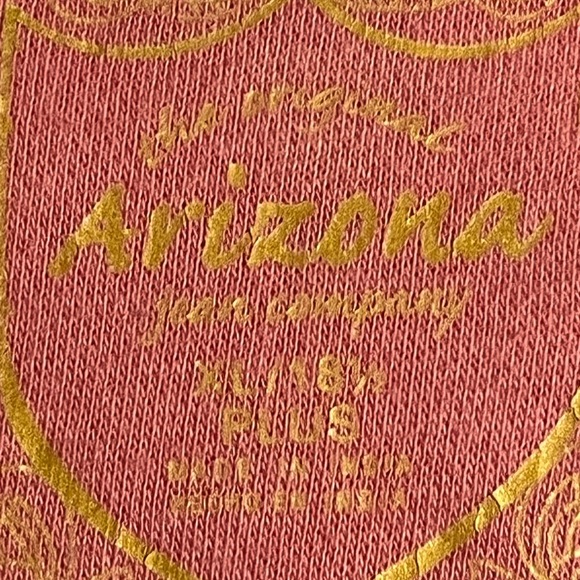 the original
Arizona
jean company
XL/18½
PLUS
MADE IN INDIA
HECHO EN INDIA